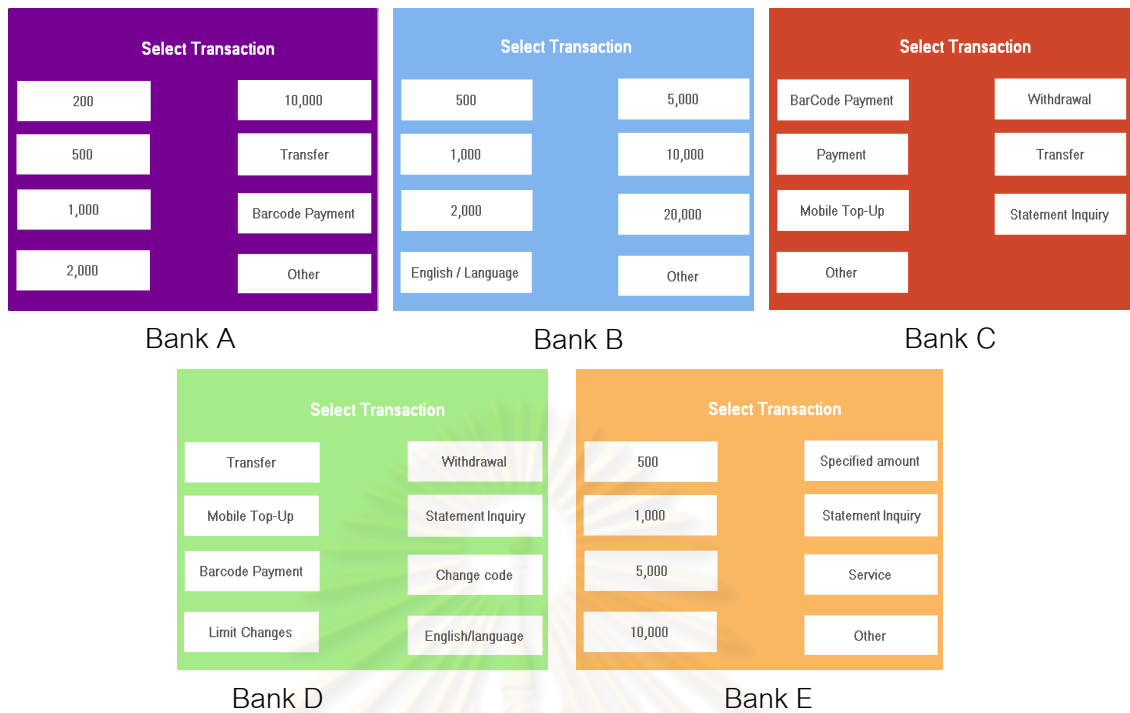 Select Transaction
200
10,000
500
Transfer
1,000
Barcode Payment
2,000
Other
Bank A
Select Transaction
500
5,000
1,000
10,000
2,000
20,000
English / Language
Other
Bank B
Select Transaction
BarCode Payment
Withdrawal
Payment
Transfer
Mobile Top-Up
Statement Inquiry
Other
Bank C
Select Transaction
Transfer
Withdrawal
Mobile Top-Up
Statement Inquiry
Barcode Payment
Change code
Limit Changes
English/language
Bank D
Select Transaction
500
Specified amount
1,000
Statement Inquiry
5,000
Service
10,000
Other
Bank E